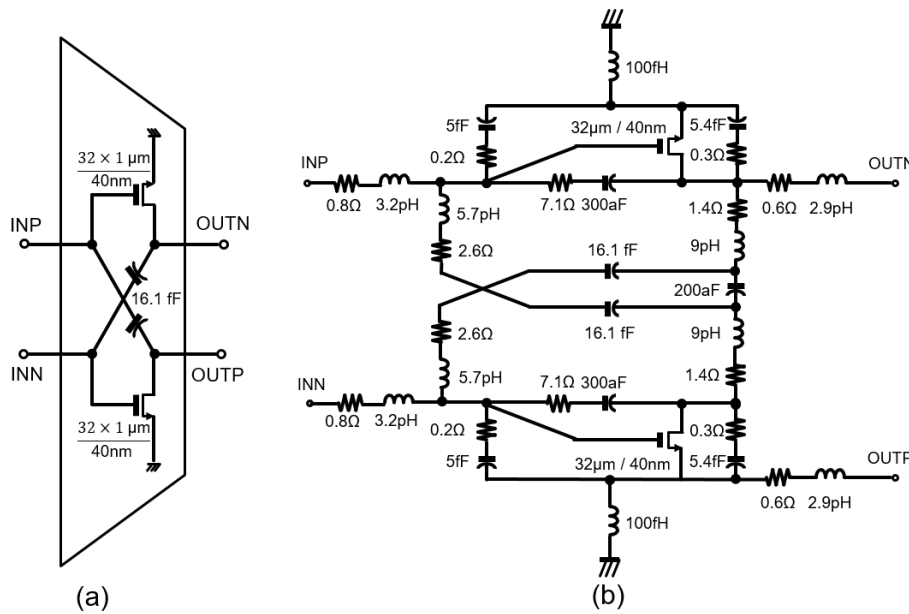 32 × 1 μm
40nm
INP
OUTN
16.1 fF
INN
OUTP
32 × 1 μm
40nm
(a)
100fH
5fF
32μm / 40nm
5.4fF
0.2Ω
0.3Ω
INP
OUTN
0.8Ω
3.2pH
7.1Ω
300aF
0.6Ω
2.9pH
5.7pH
1.4Ω
2.6Ω
9pH
16.1 fF
200aF
16.1 fF
2.6Ω
9pH
5.7pH
1.4Ω
7.1Ω
300aF
INN
0.8Ω
3.2pH
0.2Ω
0.3Ω
5fF
32μm / 40nm
5.4fF
OUTP
0.6Ω
2.9pH
100fH
(b)